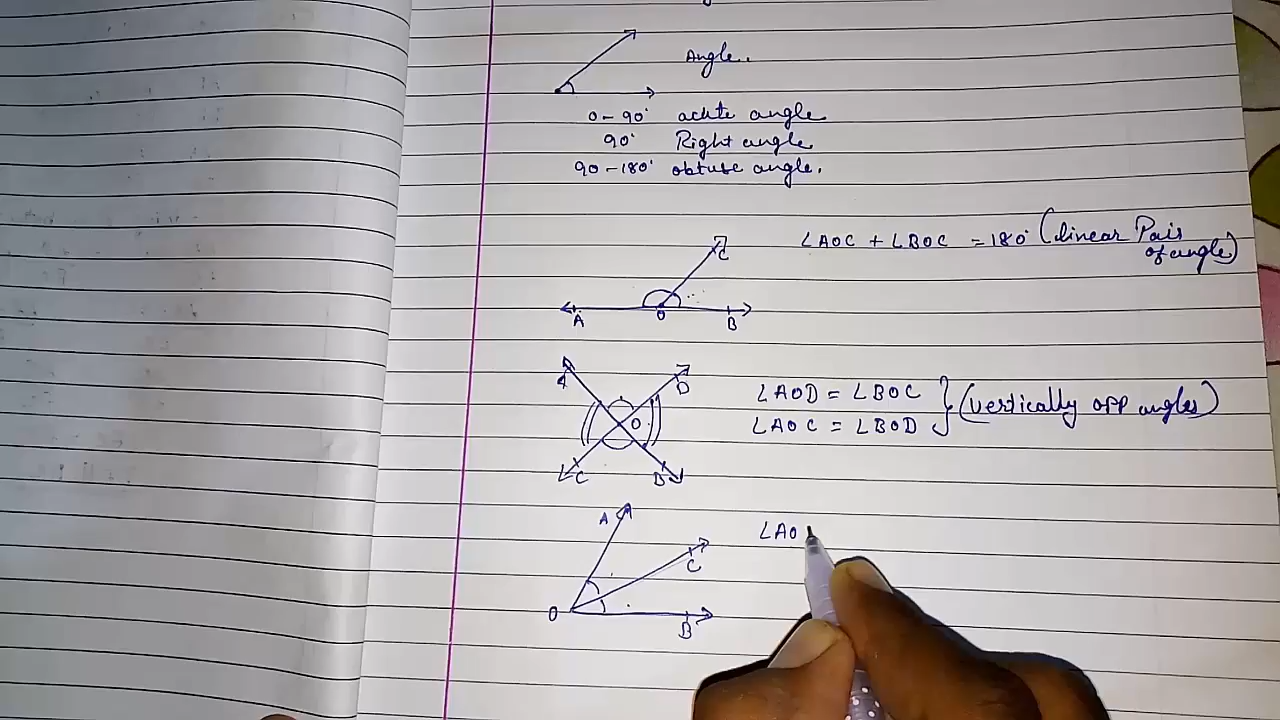 Angle.
0-90° acute angle.
90° Right angle.
90-180° obtuse angle.
∠AOC + ∠BOC = 180° (linear Pair of angle)
C
A O B
A D
∠AOD = ∠BOC
∠AOC = ∠BOD } (vertically opp angles)
O
C B
A
∠AO
C
O
B